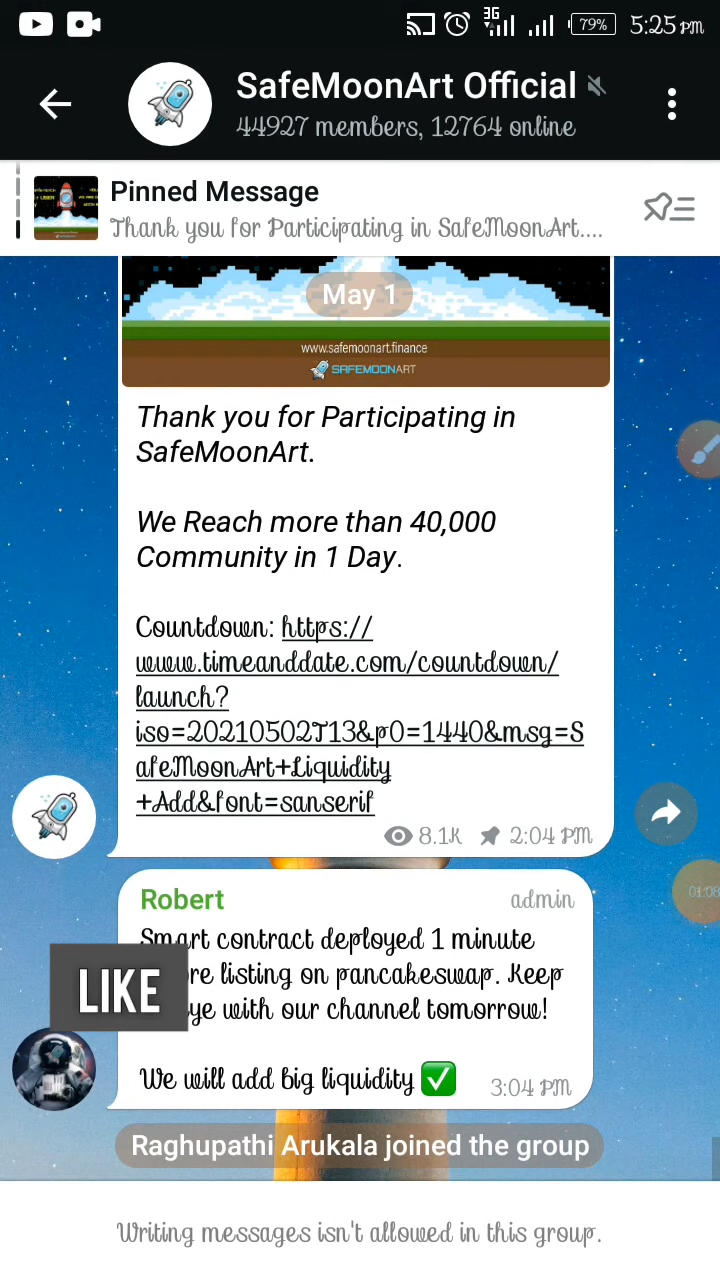 3G
79%
5:25 PM
SafeMoonArt Official
44927 members, 12764 online
Pinned Message
Thank you for Participating in SafeMoonArt....
May 1
www.safemoonart.finance
SAFEMOONART
Thank you for Participating in
SafeMoonArt.
We Reach more than 40,000
Community in 1 Day.
Countdown: https://
www.timeanddate.com/countdown/
launch?
iso=20210502T13&p0=1440&msg=S
afeMoonArt+Liquidity
+Add&font=sanserif
8.1K 2:04 PM
01:08
Robert admin
Smart contract deployed 1 minute
re listing on pancakeswap. Keep
ye with our channel tomorrow!
LIKE
We will add big liquidity ✅ 3:04 PM
Raghupathi Arukala joined the group
Writing messages isn't allowed in this group.